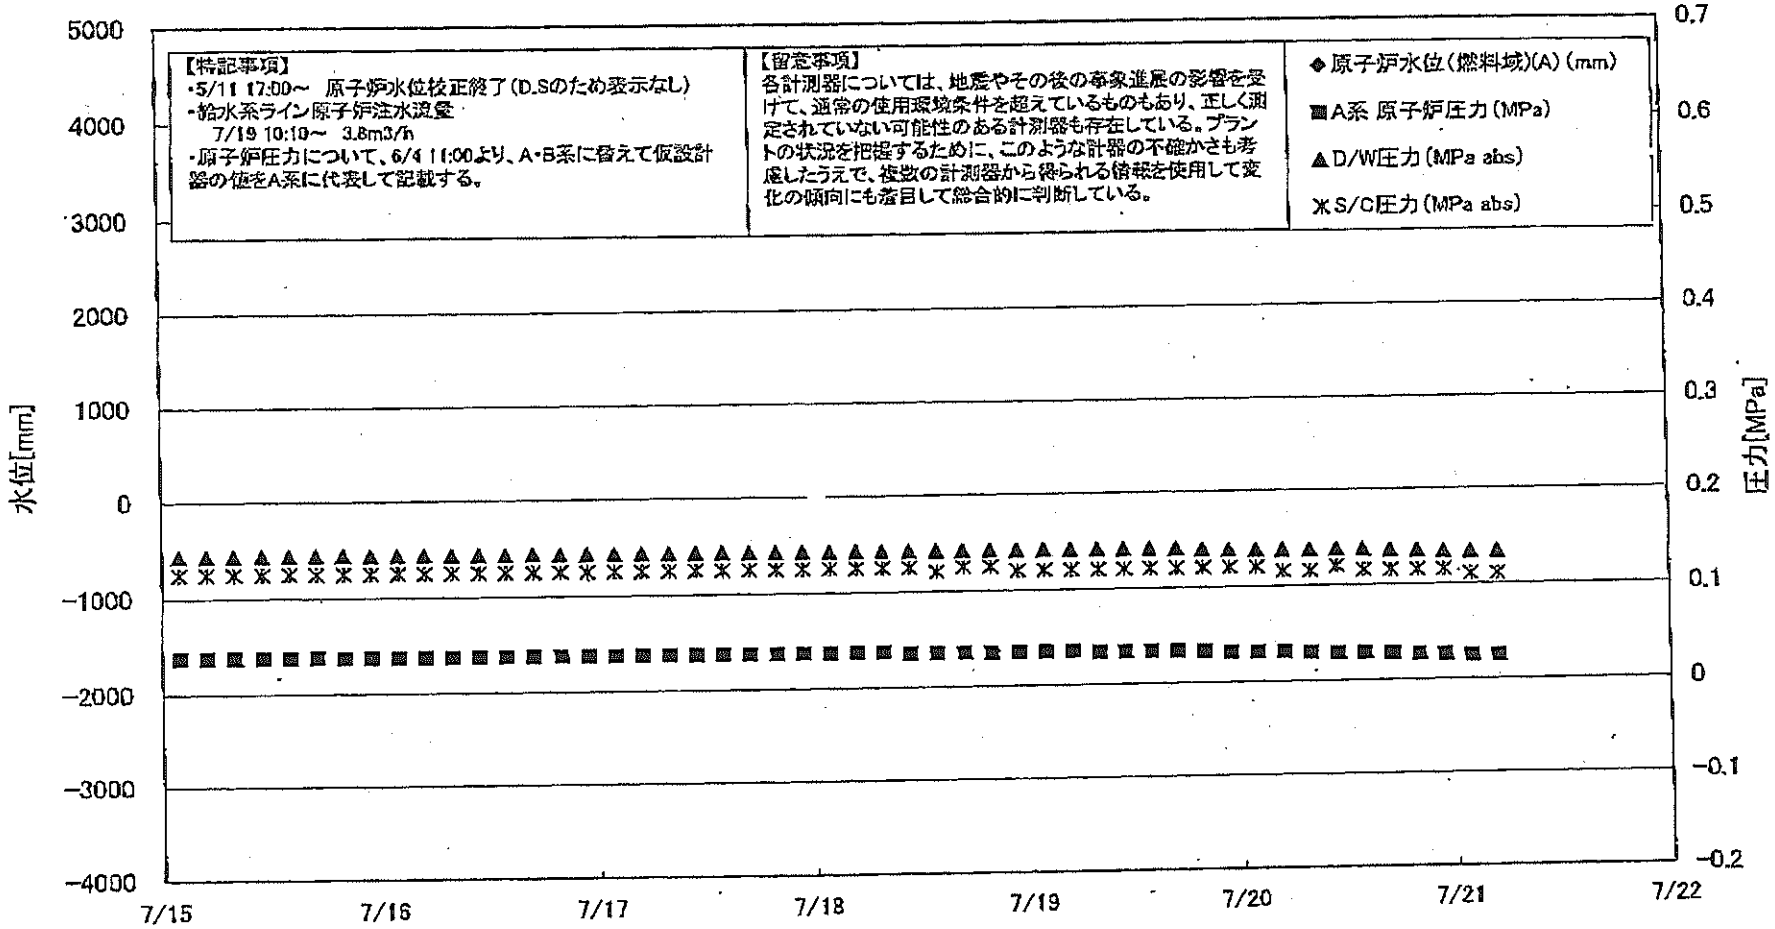 【特記事項】
・5/11 17:00～ 原子炉水位校正終了(D.Sのため表示なし)
・給水系ライン原子炉注水流量
7/19 10:10～ 3.8m3/h
・原子炉圧力について、6/4 11:00より、A・B系に替えて仮設計
器の値をA系に代表して記載する。
【留意事項】
各計測器については、地震やその後の事象進展の影響を受
けて、通常の使用環境条件を超えているものもあり、正しく測
定されていない可能性のある計測器も存在している。プラン
トの状況を把握するために、このような計器の不確かさも考
慮したうえで、複数の計測器から得られる情報を使用して変
化の傾向にも着目して総合的に判断している。
◆原子炉水位(燃料域)(A)(mm)
■A系 原子炉圧力(MPa)
▲D/W圧力(MPa abs)
S/C圧力(MPa abs)
水位[mm]
5000
4000
3000
2000
1000
0
-1000
-2000
-3000
-4000
圧力[MPa]
0.7
0.6
0.5
0.4
0.3
0.2
0.1
0
-0.1
-0.2
7/15
7/16
7/17
7/18
7/19
7/20
7/21
7/22